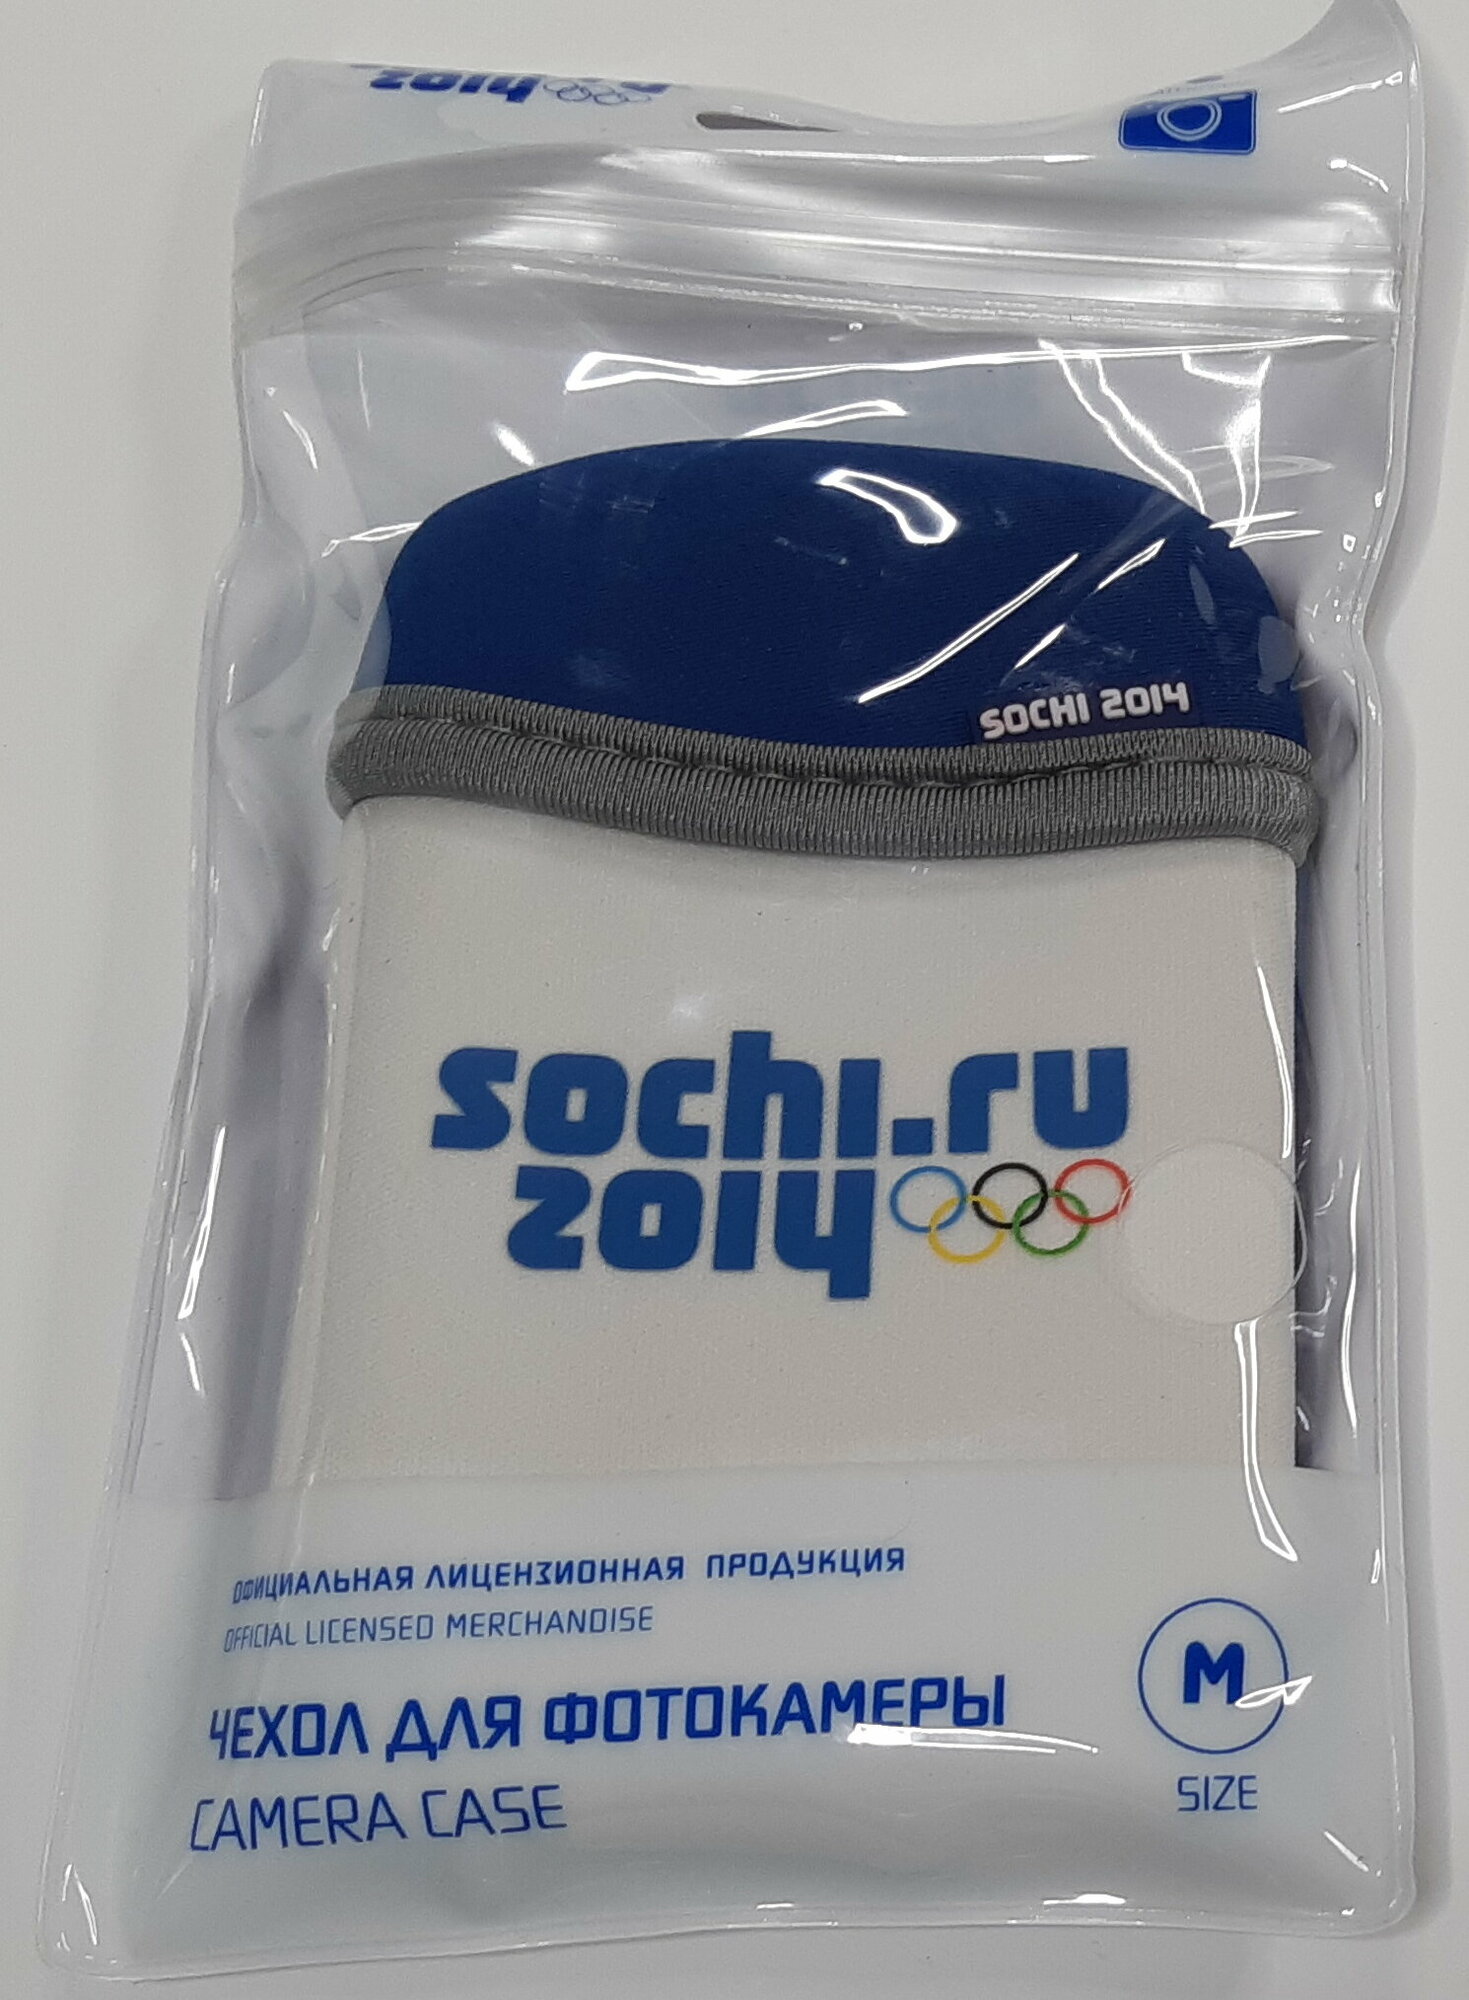 SOCHI 2014
sochi.ru
2014
ОФИЦИАЛЬНАЯ ЛИЦЕНЗИОННАЯ ПРОДУКЦИЯ
OFFICIAL LICENSED MERCHANDISE
ЧЕХОЛ ДЛЯ ФОТОКАМЕРЫ
CAMERA CASE
M
SIZE